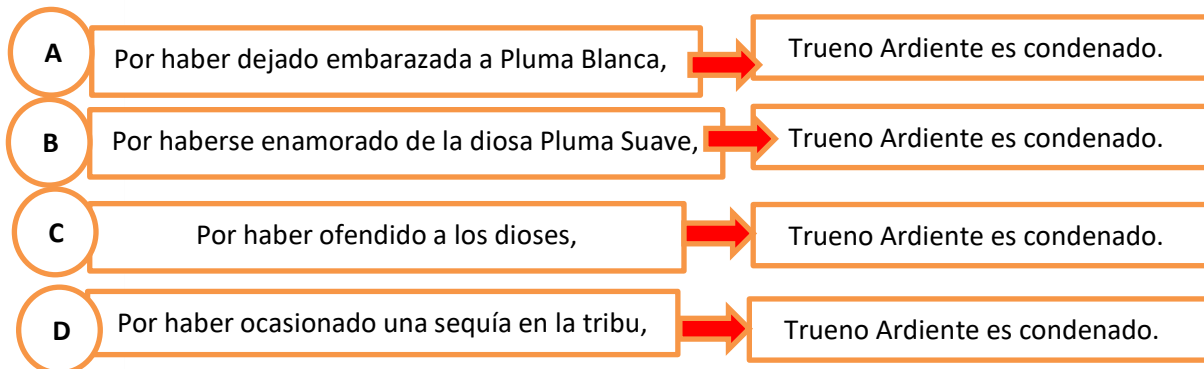 A Por haber dejado embarazada a Pluma Blanca, Trueno Ardiente es condenado.
B Por haberse enamorado de la diosa Pluma Suave, Trueno Ardiente es condenado.
C Por haber ofendido a los dioses, Trueno Ardiente es condenado.
D Por haber ocasionado una sequía en la tribu, Trueno Ardiente es condenado.